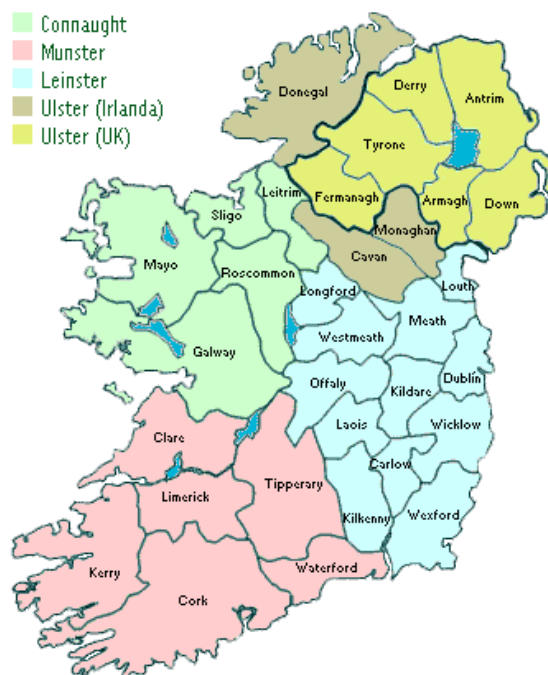 Connaught
Munster
Leinster
Ulster (Irlanda)
Ulster (UK)
Donegal
Derry
Antrim
Tyrone
Fermanagh
Armagh
Down
Monaghan
Cavan
Leitrim
Sligo
Mayo
Roscommon
Galway
Longford
Louth
Meath
Westmeath
Offaly
Kildare
Dublín
Laois
Wicklow
Carlow
Kilkenny
Wexford
Clare
Limerick
Tipperary
Waterford
Kerry
Cork